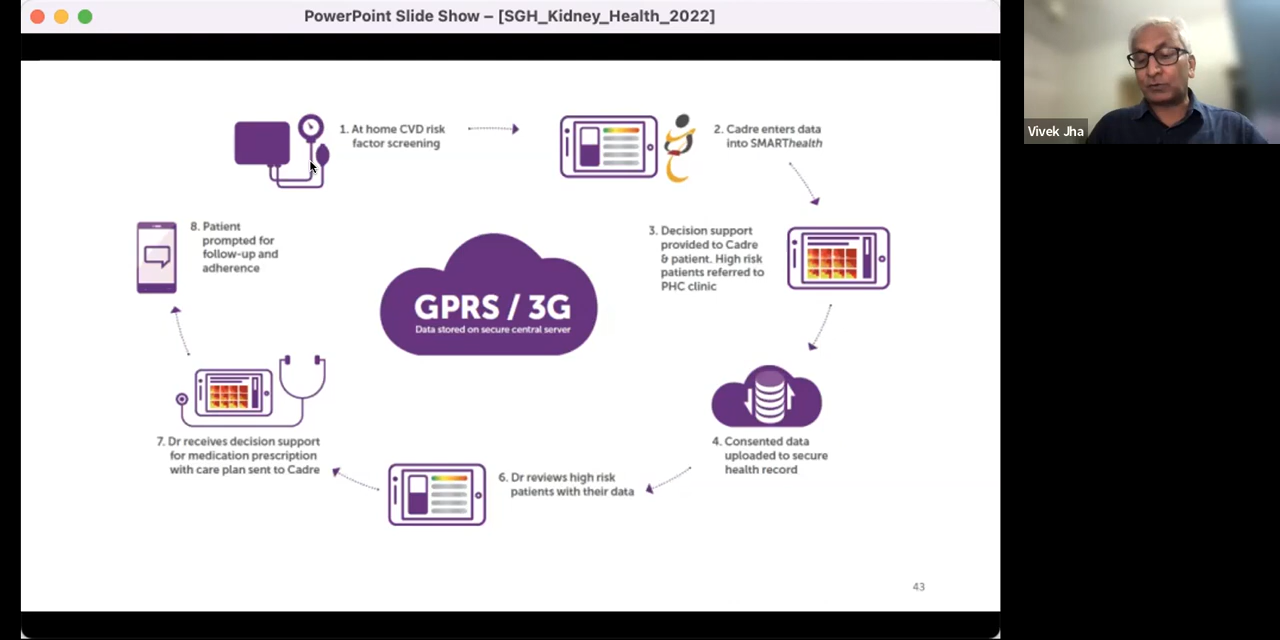 PowerPoint Slide Show – [SGH_Kidney_Health_2022]
Vivek Jha
1. At home CVD risk
factor screening
2. Cadre enters data
into SMARThealth
3. Decision support
provided to Cadre
& patient. High risk
patients referred to
PHC clinic
4. Consented data
uploaded to secure
health record
6. Dr reviews high risk
patients with their data
7. Dr receives decision support
for medication prescription
with care plan sent to Cadre
8. Patient
prompted for
follow-up and
adherence
GPRS / 3G
Data stored on secure central server
43